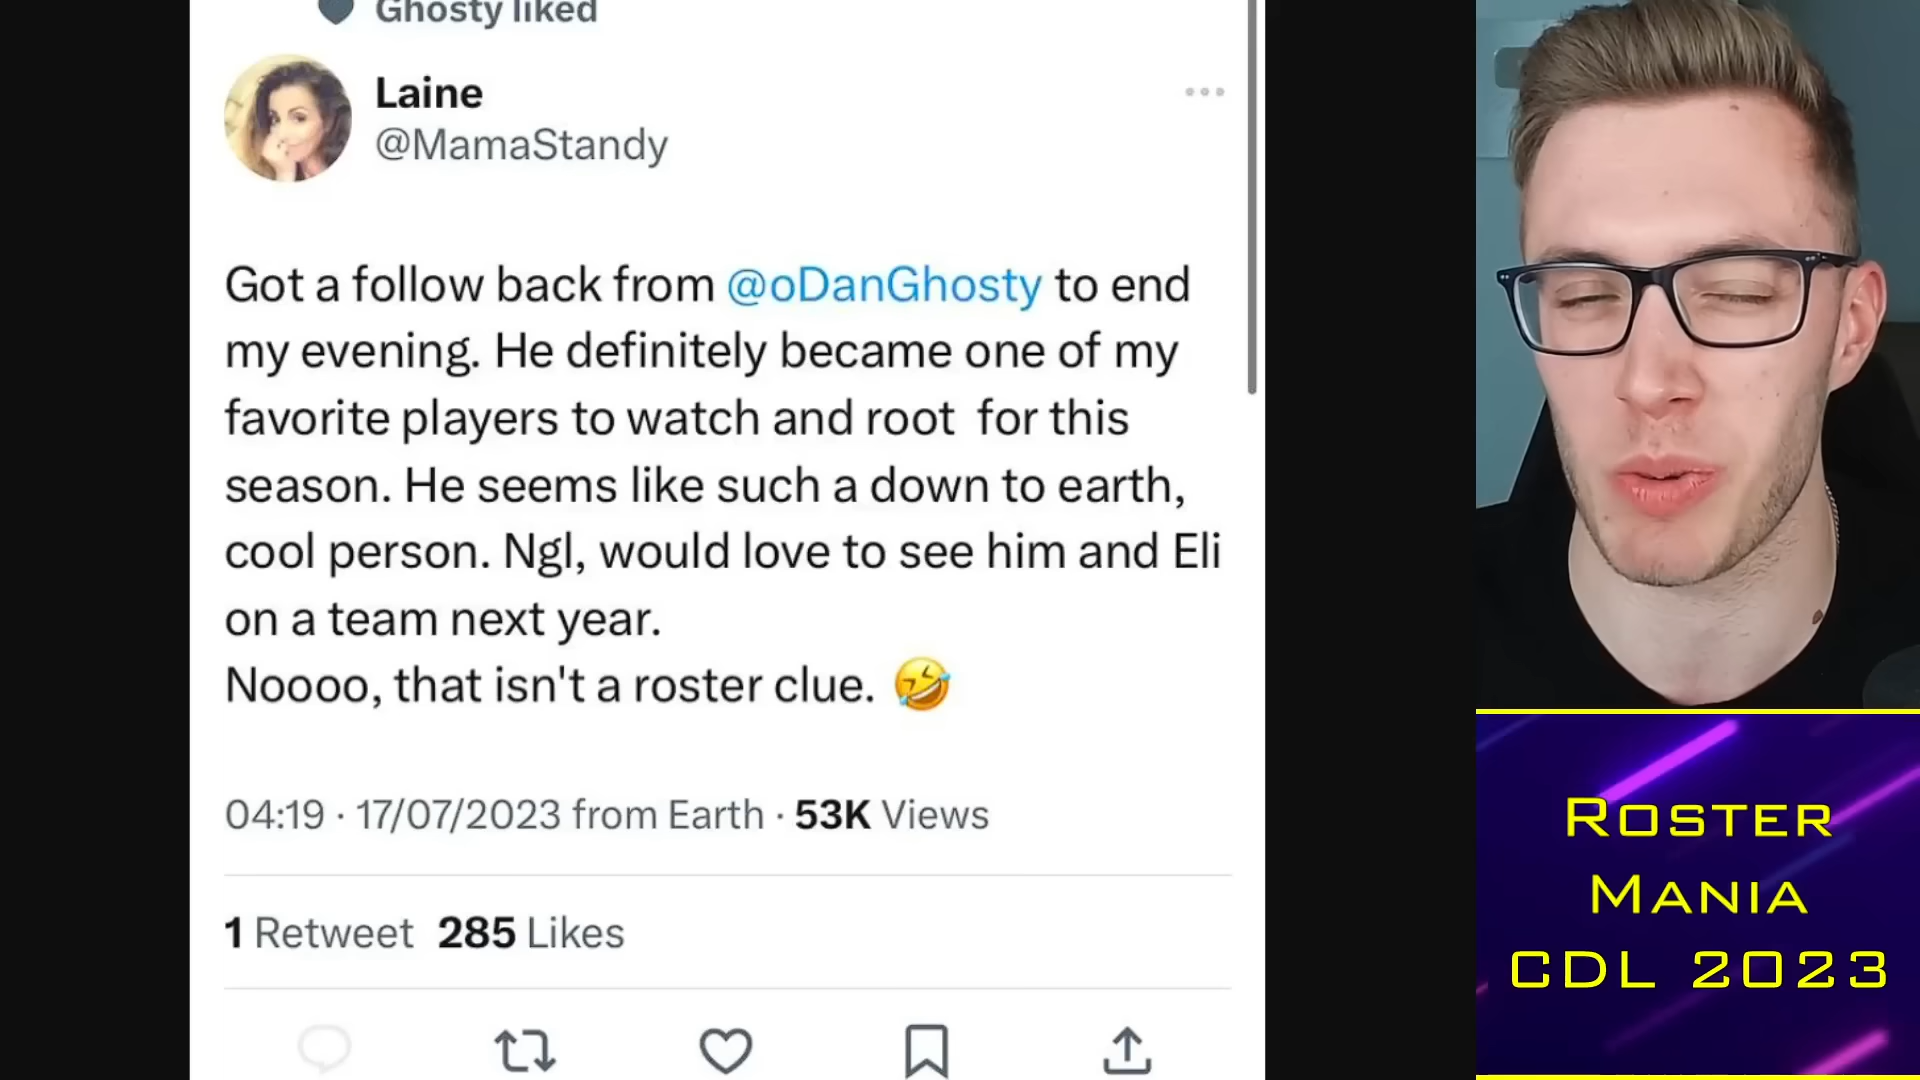 Ghosty liked
Laine
@MamaStandy
Got a follow back from @oDanGhosty to end
my evening. He definitely became one of my
favorite players to watch and root  for this
season. He seems like such a down to earth,
cool person. Ngl, would love to see him and Eli
on a team next year.
Noooo, that isn't a roster clue. 🤣
04:19 · 17/07/2023 from Earth · 53K Views
1 Retweet 285 Likes
ROSTER
MANIA
CDL 2023